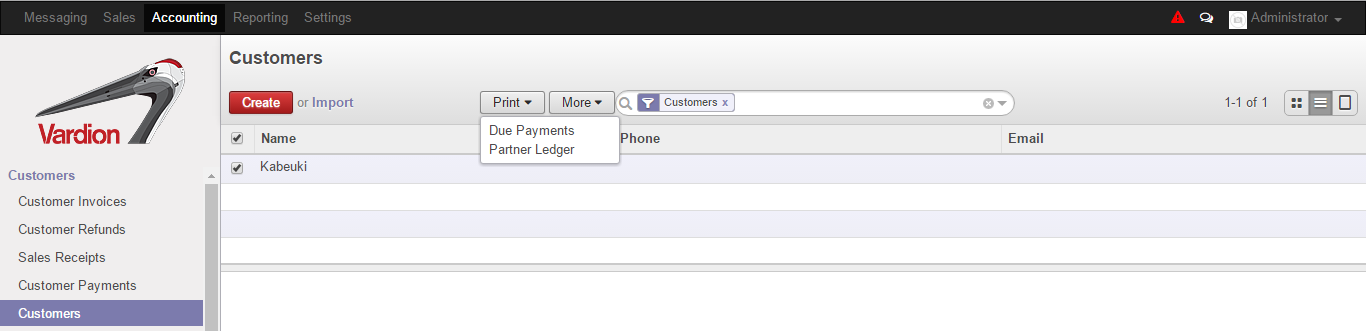 Messaging Sales Accounting Reporting Settings Administrator
Vardion
Customers
Create or Import Print More Customers x 1-1 of 1
Due Payments
Partner Ledger
Name Phone Email
Kabeuki
Customers
Customer Invoices
Customer Refunds
Sales Receipts
Customer Payments
Customers